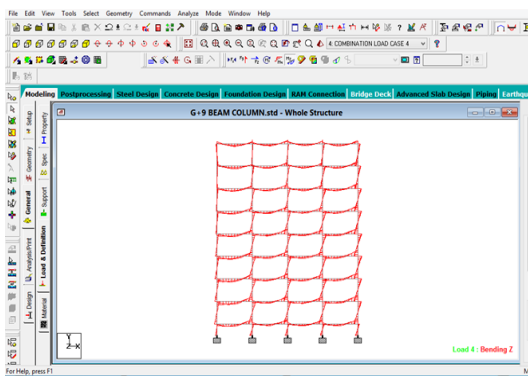 File Edit View Tools Select Geometry Commands Analyze Mode Window Help
4: COMBINATION LOAD CASE 4
Modeling Postprocessing Steel Design Concrete Design Foundation Design RAM Connection Bridge Deck Advanced Slab Design Piping Earthqu
G+9 BEAM COLUMN.std - Whole Structure
Setup
Geometry
General
Analysis/Print
Design
Property
Spec
Support
Load & Definition
Material
Y
Z-X
Load 4 : Bending Z
For Help, press F1